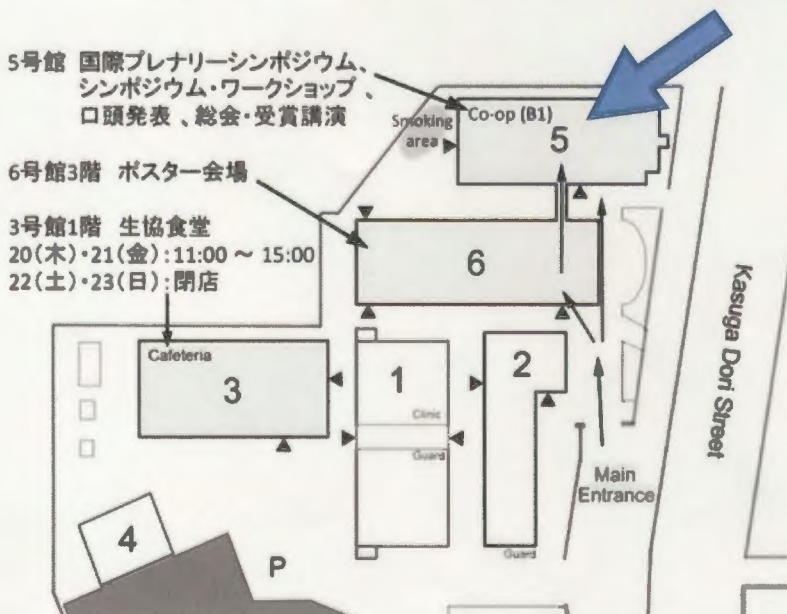 5号館 国際プレナリーシンポジウム、
シンポジウム・ワークショップ 、
口頭発表 、総会・受賞講演
6号館3階 ポスター会場
3号館1階 生協食堂
20(木)・21(金):11:00 ～ 15:00
22(土)・23(日):閉店
Smoking
area
Co-op (B1)
5
6
Cafeteria
3
1
Clinic
Guard
2
Guard
Main
Entrance
Kasuga Dori Street
4
P